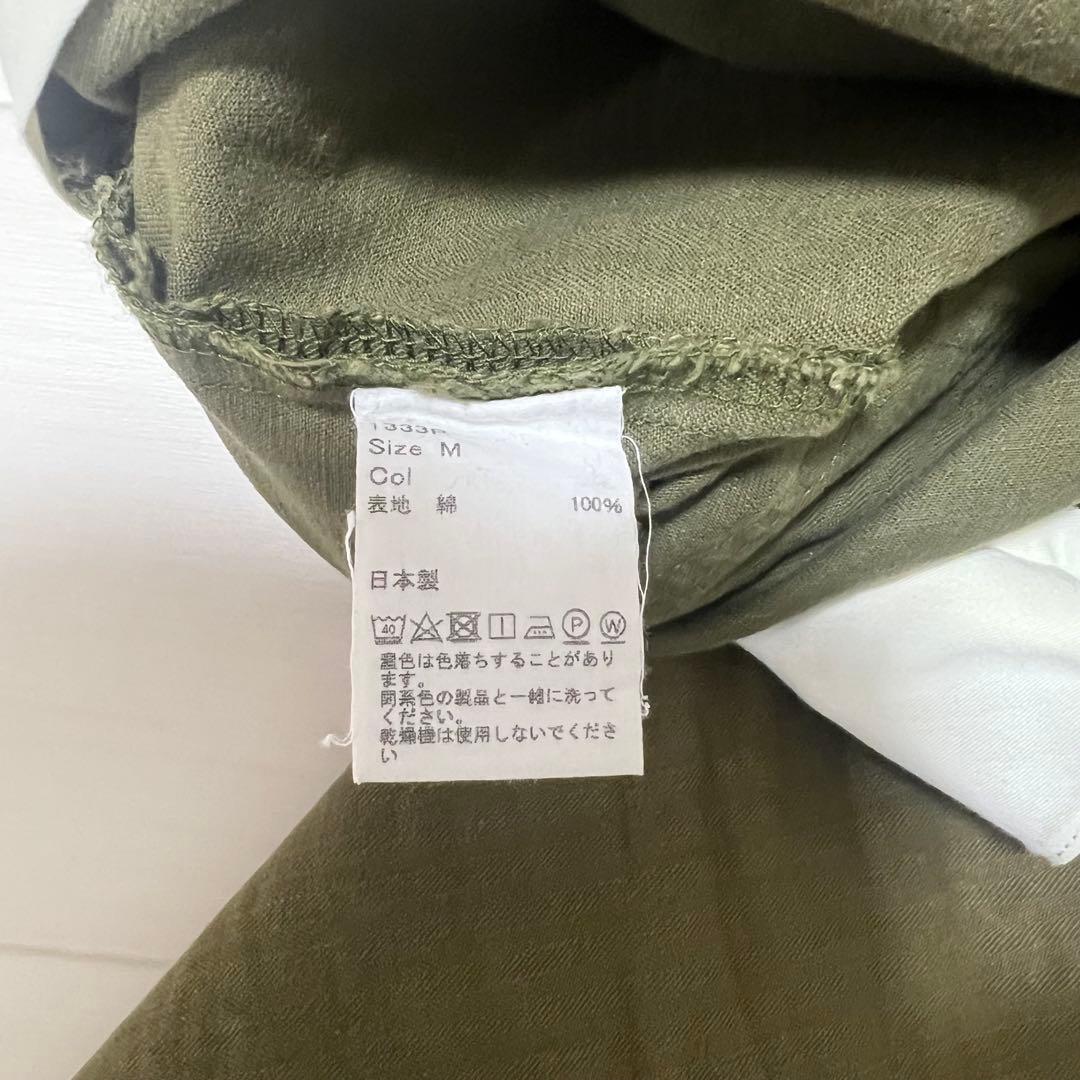 Size M
Col
表地 綿 100%
日本製
40 P W
濃色は色落ちすることがあり
ます。
同系色の製品と一緒に洗って
ください。
乾燥機は使用しないでくださ
い